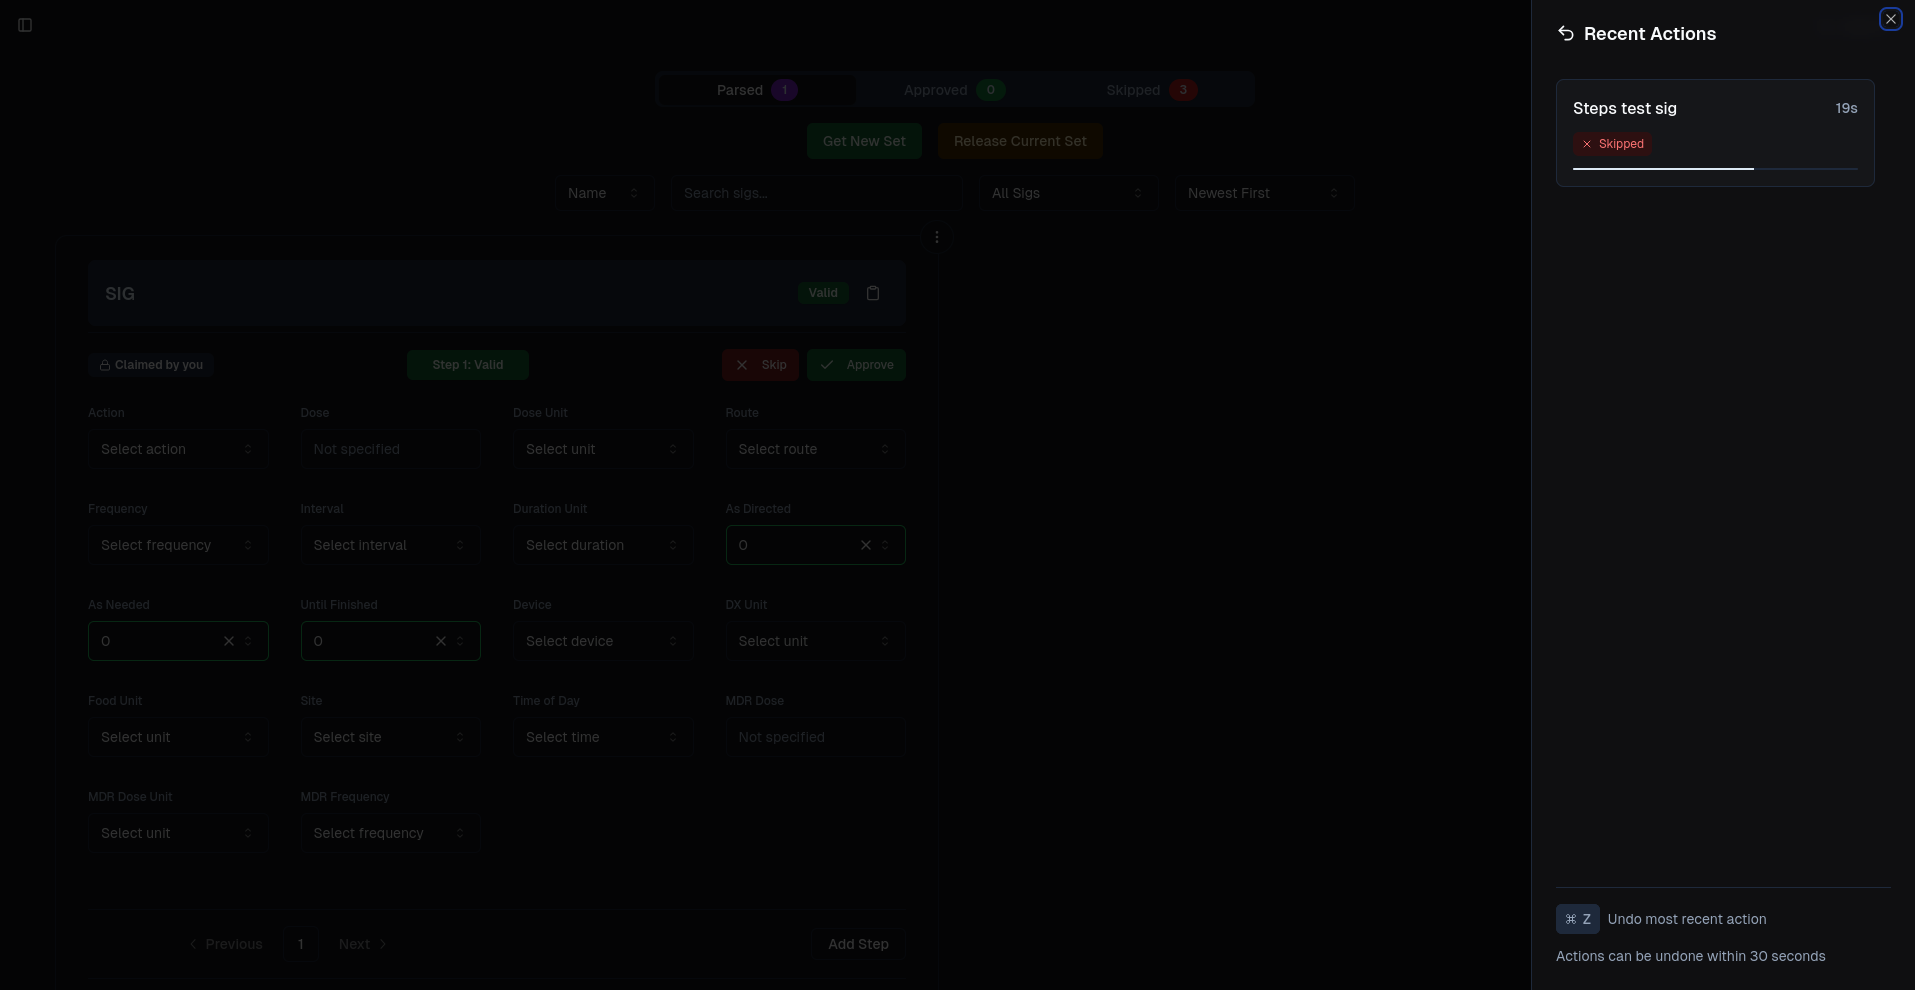 Recent Actions
Parsed 1 Approved 0 Skipped 3
Get New Set Release Current Set
Name Search sigs... All Sigs Newest First
SIG Valid
Claimed by you Step 1: Valid Skip Approve
Action Dose Dose Unit Route
Select action Not specified Select unit Select route
Frequency Interval Duration Unit As Directed
Select frequency Select interval Select duration 0
As Needed Until Finished Device DX Unit
0 0 Select device Select unit
Food Unit Site Time of Day MDR Dose
Select unit Select site Select time Not specified
MDR Dose Unit MDR Frequency
Select unit Select frequency
Previous 1 Next Add Step
Steps test sig 19s
Skipped
⌘ Z Undo most recent action
Actions can be undone within 30 seconds